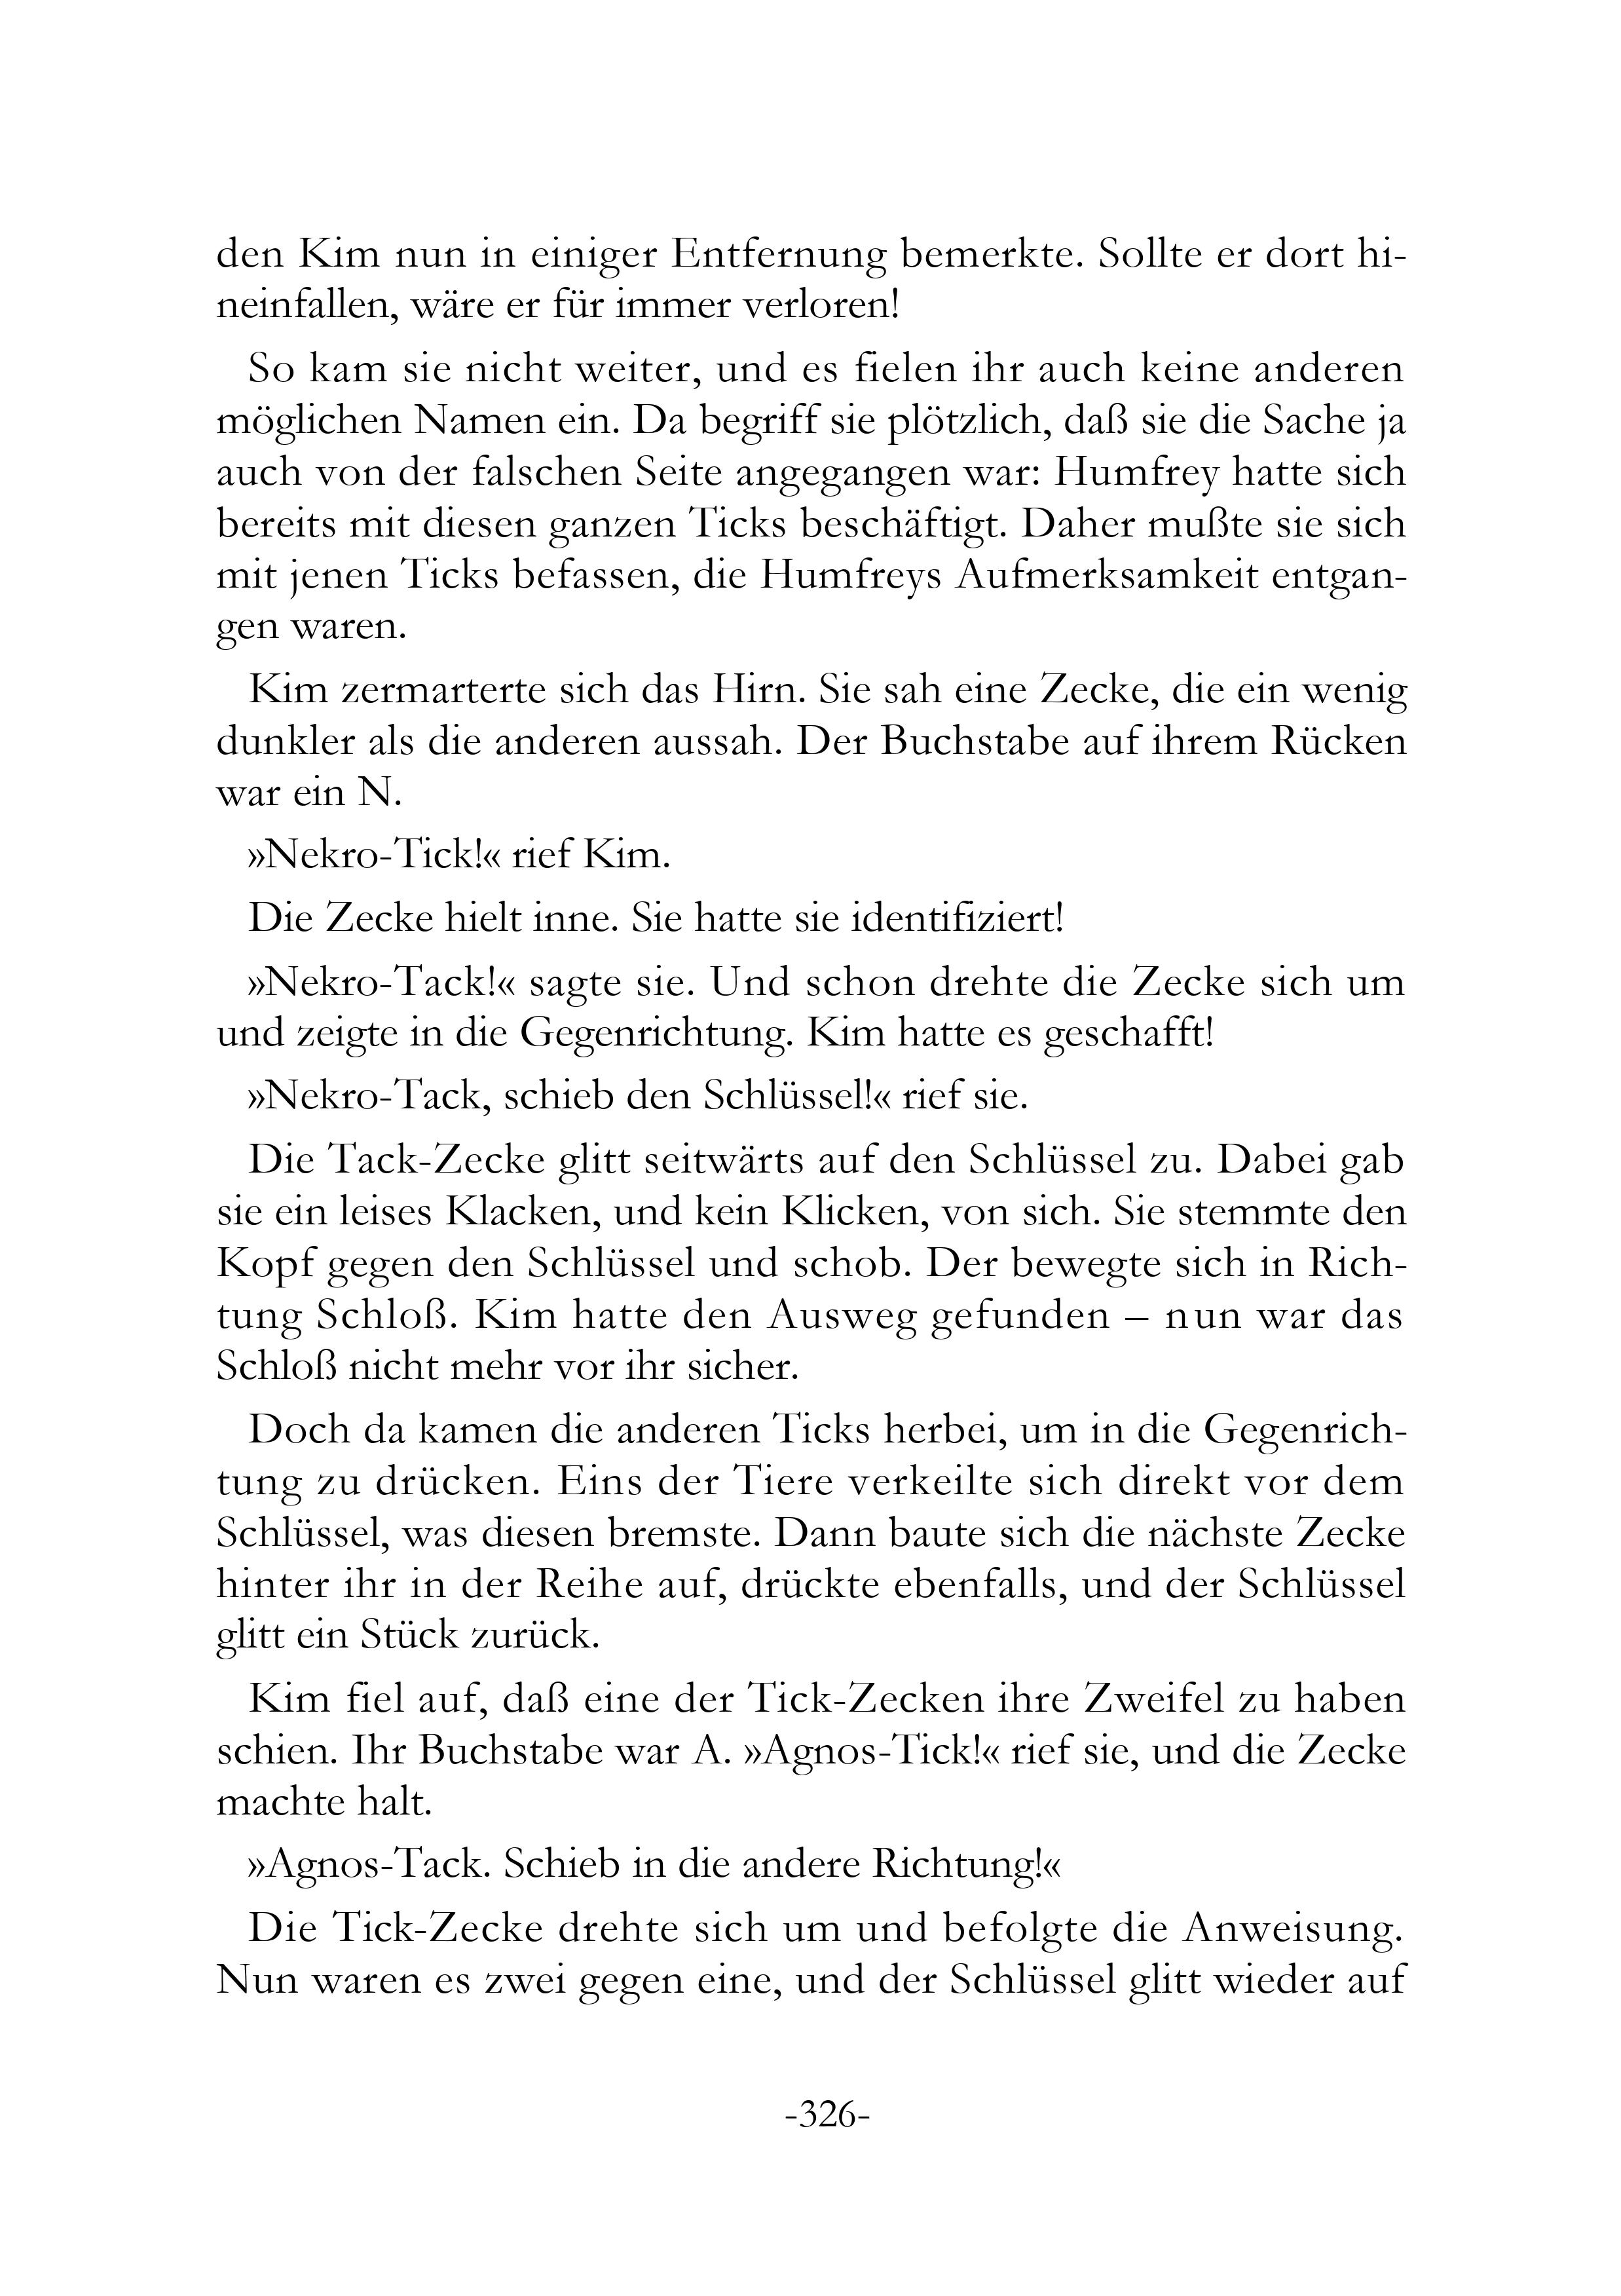 den Kim nun in einiger Entfernung bemerkte. Sollte er dort hi-
neinfallen, wäre er für immer verloren!
So kam sie nicht weiter, und es fielen ihr auch keine anderen
möglichen Namen ein. Da begriff sie plötzlich, daß sie die Sache ja
auch von der falschen Seite angegangen war: Humfrey hatte sich
bereits mit diesen ganzen Ticks beschäftigt. Daher mußte sie sich
mit jenen Ticks befassen, die Humfreys Aufmerksamkeit entgan-
gen waren.
Kim zermarterte sich das Hirn. Sie sah eine Zecke, die ein wenig
dunkler als die anderen aussah. Der Buchstabe auf ihrem Rücken
war ein N.
»Nekro-Tick!« rief Kim.
Die Zecke hielt inne. Sie hatte sie identifiziert!
»Nekro-Tack!« sagte sie. Und schon drehte die Zecke sich um
und zeigte in die Gegenrichtung. Kim hatte es geschafft!
»Nekro-Tack, schieb den Schlüssel!« rief sie.
Die Tack-Zecke glitt seitwärts auf den Schlüssel zu. Dabei gab
sie ein leises Klacken, und kein Klicken, von sich. Sie stemmte den
Kopf gegen den Schlüssel und schob. Der bewegte sich in Rich-
tung Schloß. Kim hatte den Ausweg gefunden – nun war das
Schloß nicht mehr vor ihr sicher.
Doch da kamen die anderen Ticks herbei, um in die Gegenrich-
tung zu drücken. Eins der Tiere verkeilte sich direkt vor dem
Schlüssel, was diesen bremste. Dann baute sich die nächste Zecke
hinter ihr in der Reihe auf, drückte ebenfalls, und der Schlüssel
glitt ein Stück zurück.
Kim fiel auf, daß eine der Tick-Zecken ihre Zweifel zu haben
schien. Ihr Buchstabe war A. »Agnos-Tick!« rief sie, und die Zecke
machte halt.
»Agnos-Tack. Schieb in die andere Richtung!«
Die Tick-Zecke drehte sich um und befolgte die Anweisung.
Nun waren es zwei gegen eine, und der Schlüssel glitt wieder auf
-326-